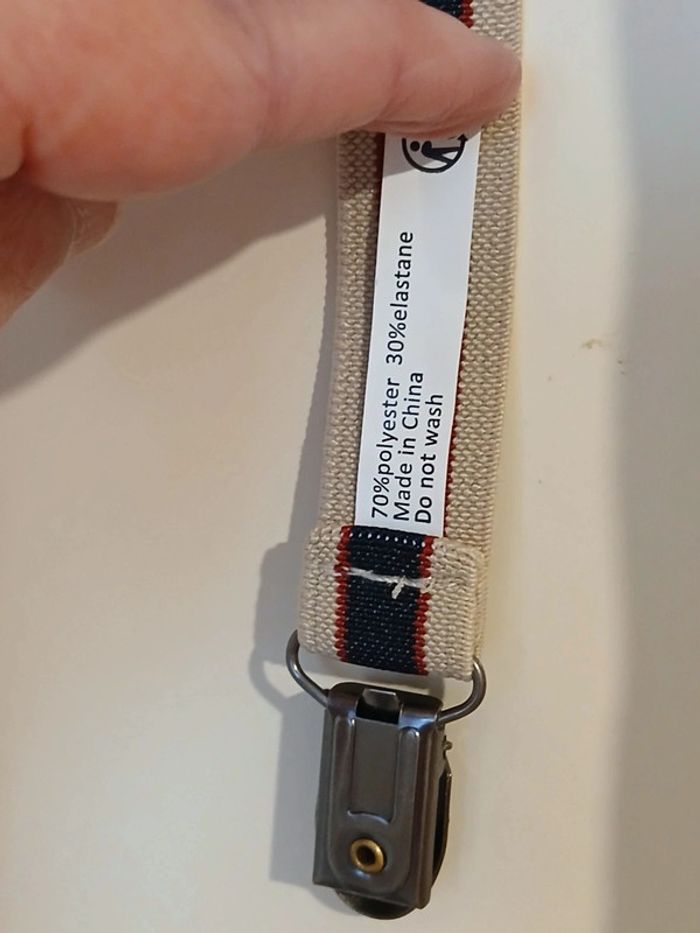 70%polyester 30%elastane
Made in China
Do not wash